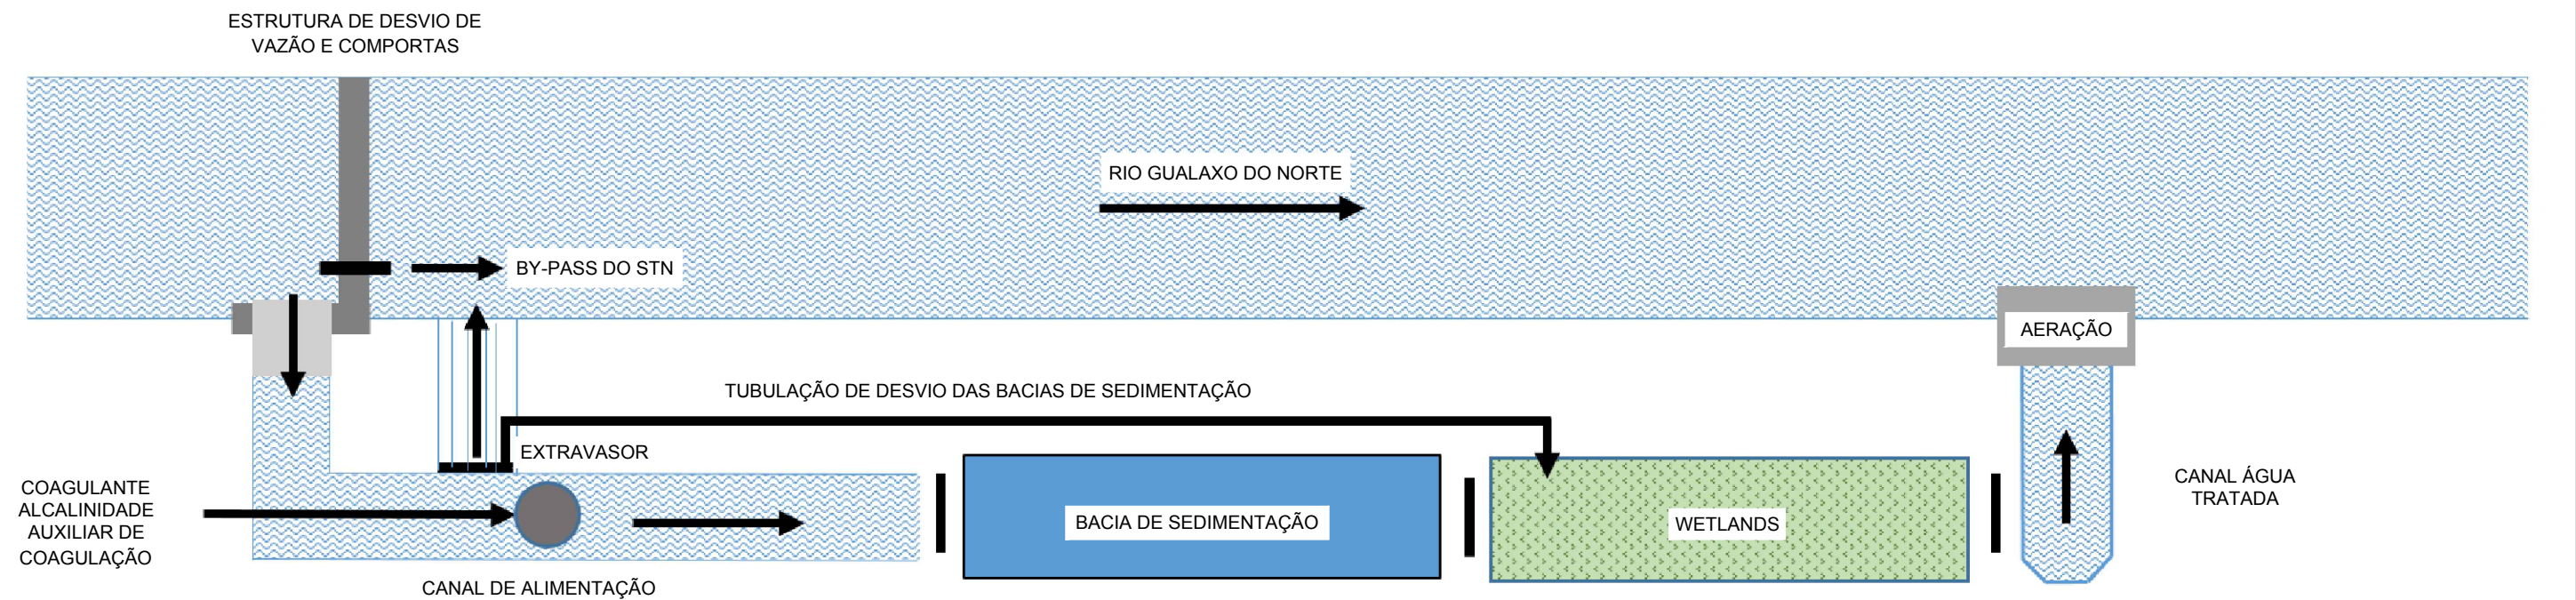 ESTRUTURA DE DESVIO DE
VAZÃO E COMPORTAS
RIO GUALAXO DO NORTE
BY-PASS DO STN
AERAÇÃO
TUBULAÇÃO DE DESVIO DAS BACIAS DE SEDIMENTAÇÃO
EXTRAVASOR
COAGULANTE
ALCALINIDADE
AUXILIAR DE
COAGULAÇÃO
BACIA DE SEDIMENTAÇÃO
WETLANDS
CANAL ÁGUA
TRATADA
CANAL DE ALIMENTAÇÃO